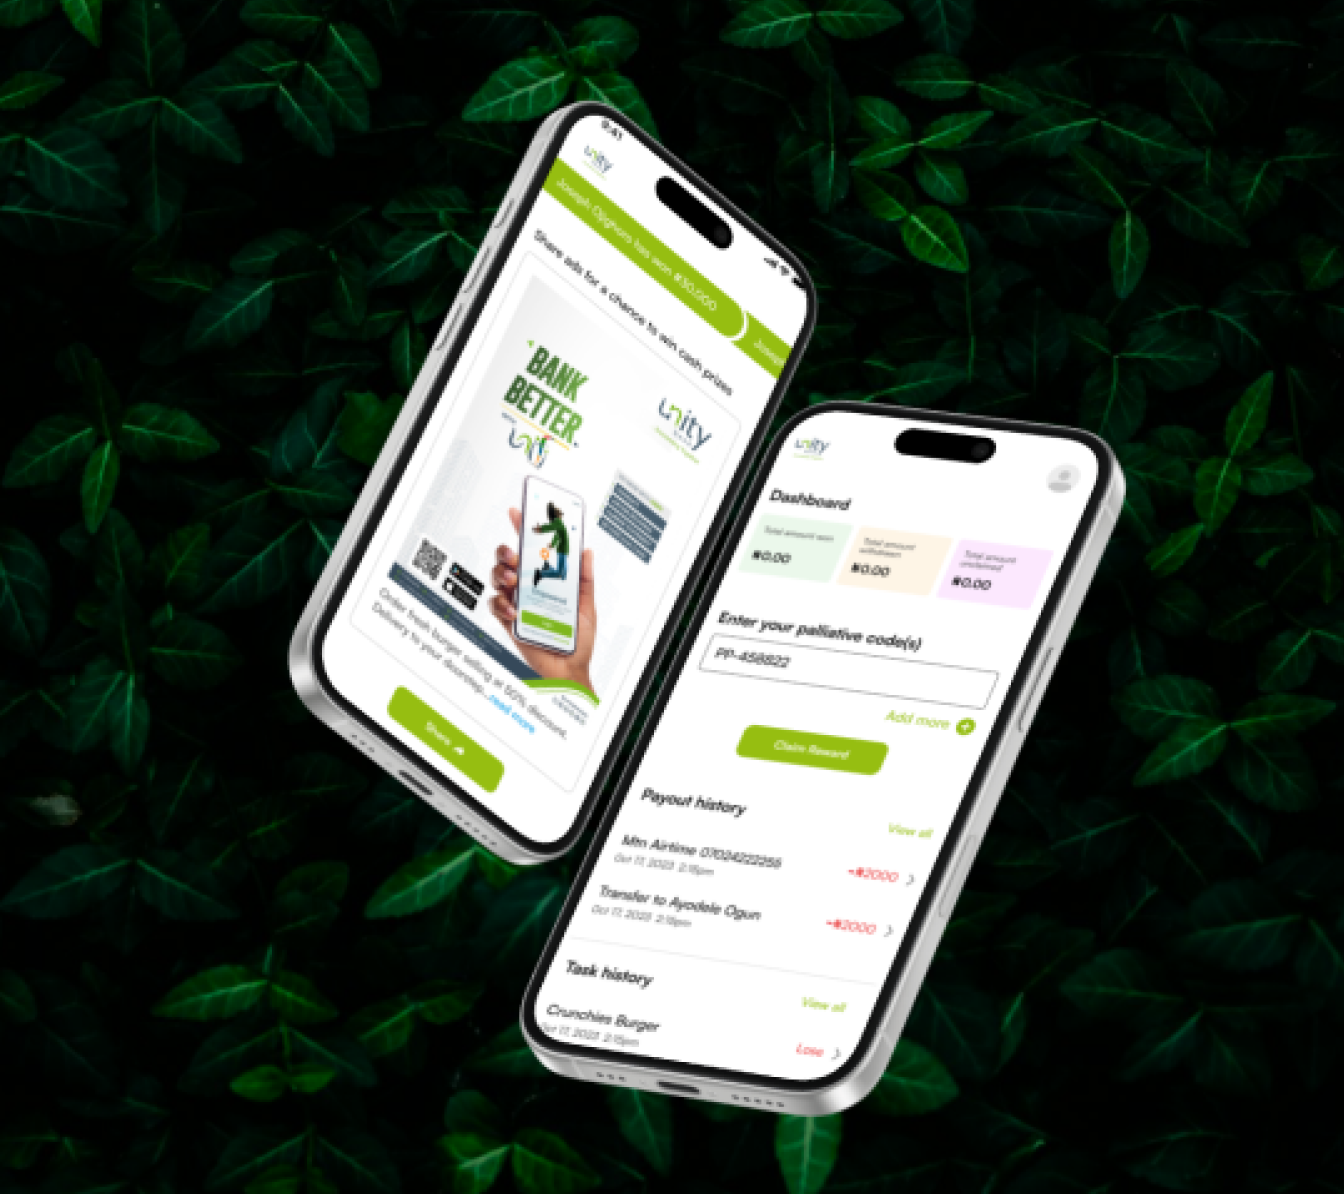 9:41
unity
Joseph Ojighoro has won ₦30,000
Joseph
Share ads for a chance to win cash prizes
BANK
BETTER.
unity
unity
Order fresh burger selling at 50% discount.
Delivery to your doorstep...read more
Share
unity
Dashboard
Total amount won
₦0.00
Total amount
withdrawn
₦0.00
Total amount
unclaimed
₦0.00
Enter your palliative code(s)
PP-458822
Add more
Claim Reward
Payout history
View all
Mtn Airtime 07024222255
Oct 17, 2023 2:15pm
-₦2000
Transfer to Ayodele Ogun
Oct 17, 2023 2:15pm
-₦2000
Task history
View all
Crunchies Burger
Oct 17, 2023 2:15pm
Lose